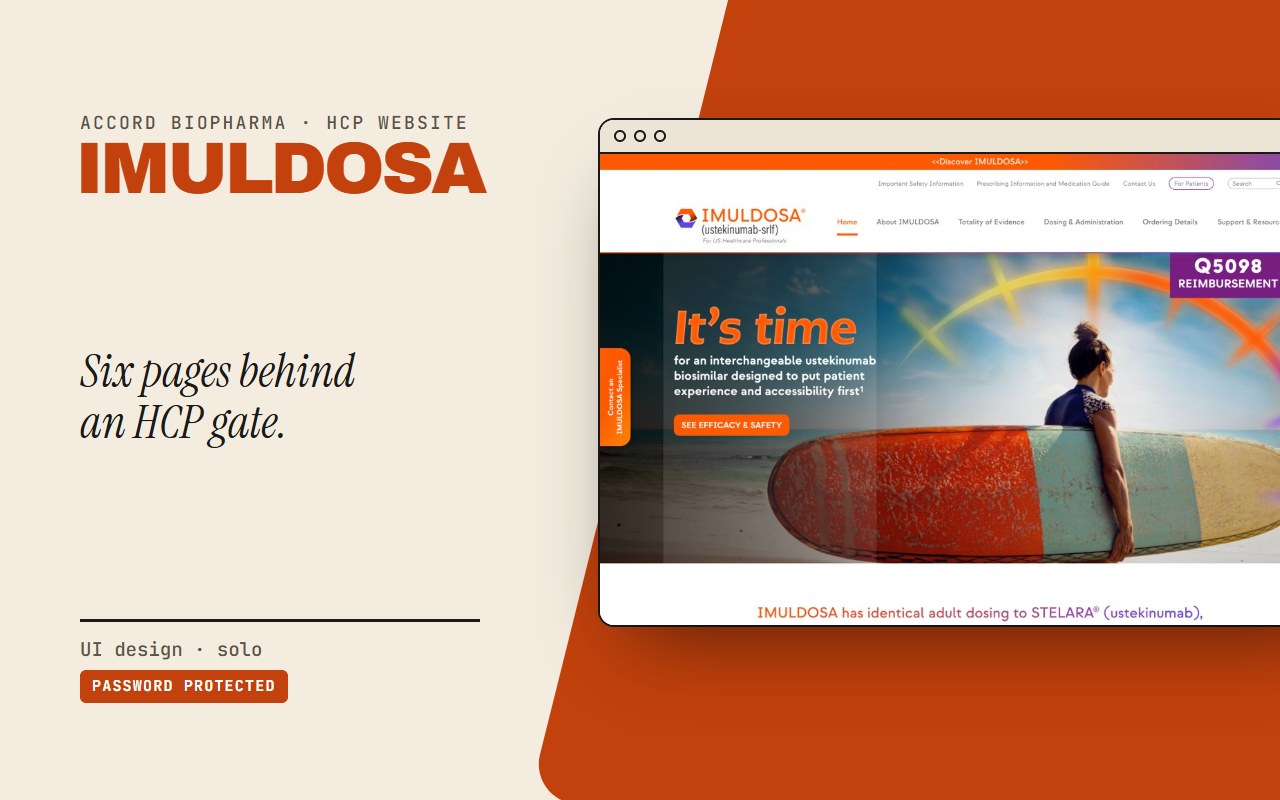 ACCORD BIOPHARMA · HCP WEBSITE
IMULDOSA
Six pages behind
an HCP gate.
UI design · solo
PASSWORD PROTECTED
<<Discover IMULDOSA>>
Important Safety Information Prescribing Information and Medication Guide Contact Us For Patients Search
IMULDOSA®
(ustekinumab-srlf)
For US Healthcare Professionals
Home About IMULDOSA Totality of Evidence Dosing & Administration Ordering Details Support &
Q5098
REIMBURSEMENT
It's time
for an interchangeable ustekinumab
biosimilar designed to put patient
experience and accessibility first¹
SEE EFFICACY & SAFETY
Contact an
IMULDOSA Specialist
IMULDOSA has identical adult dosing to STELARA® (ustekinumab),